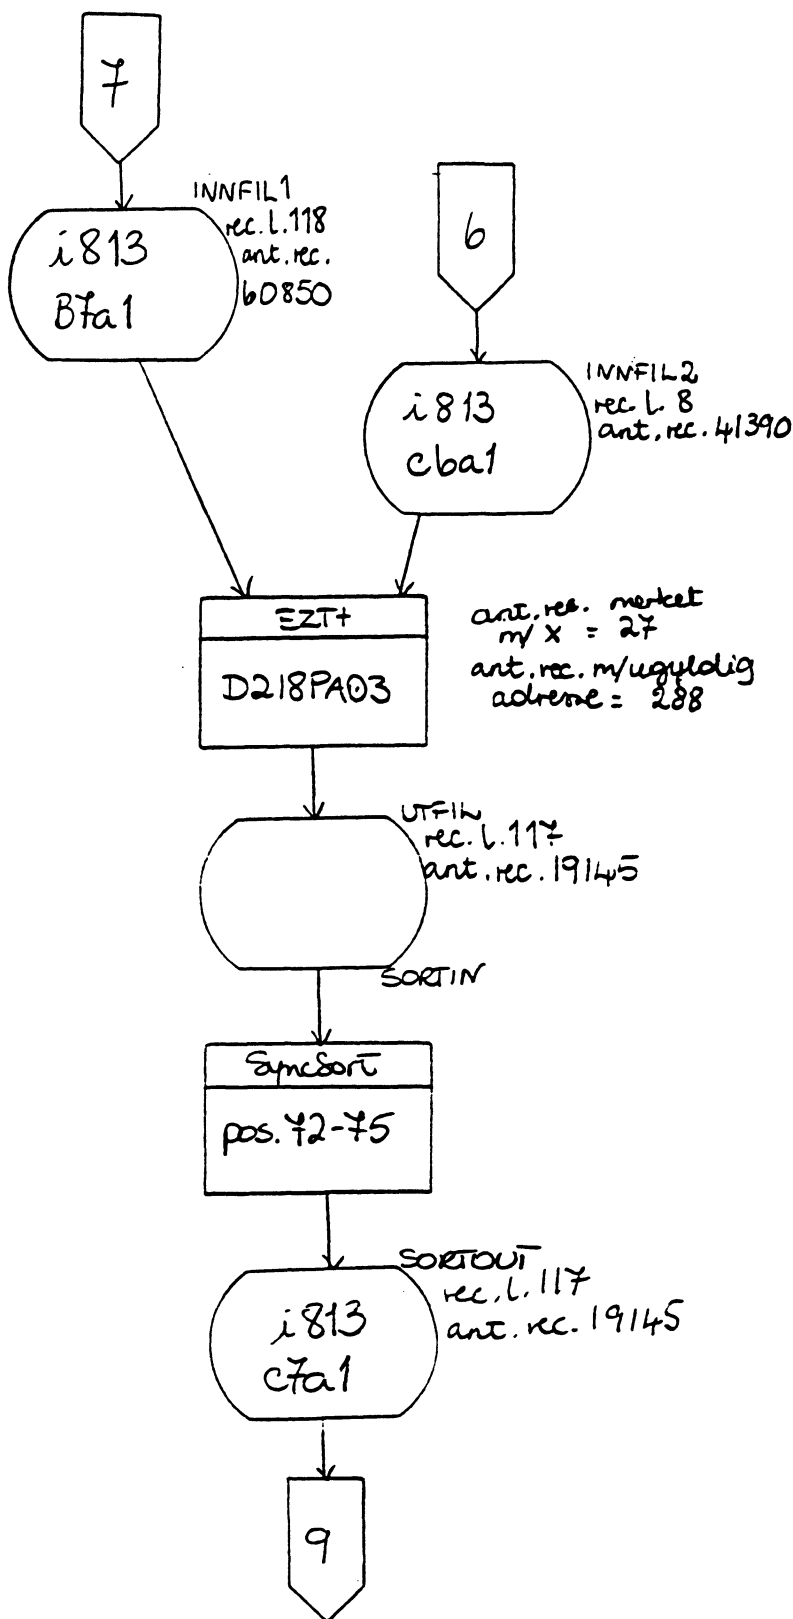 7
INNFIL1
rec.l.118
ant.rec.
60850
i813
B7a1
6
INNFIL2
rec.l.8
ant.rec.41390
i813
c6a1
EZT+
D218PA03
ant.rec. merket
m/X = 27
ant.rec.m/ugyldig
adresse = 288
UTFIL
rec.l.117
ant.rec.19145
SORTIN
SyncSort
pos.72-75
SORTOUT
rec.l.117
ant.rec.19145
i813
c7a1
9